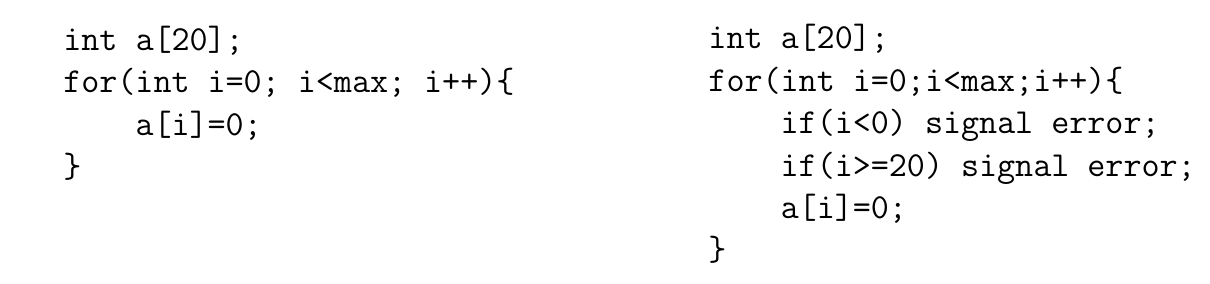 int a[20];
for(int i=0; i<max; i++){
    a[i]=0;
}
int a[20];
for(int i=0;i<max;i++){
    if(i<0) signal error;
    if(i>=20) signal error;
    a[i]=0;
}